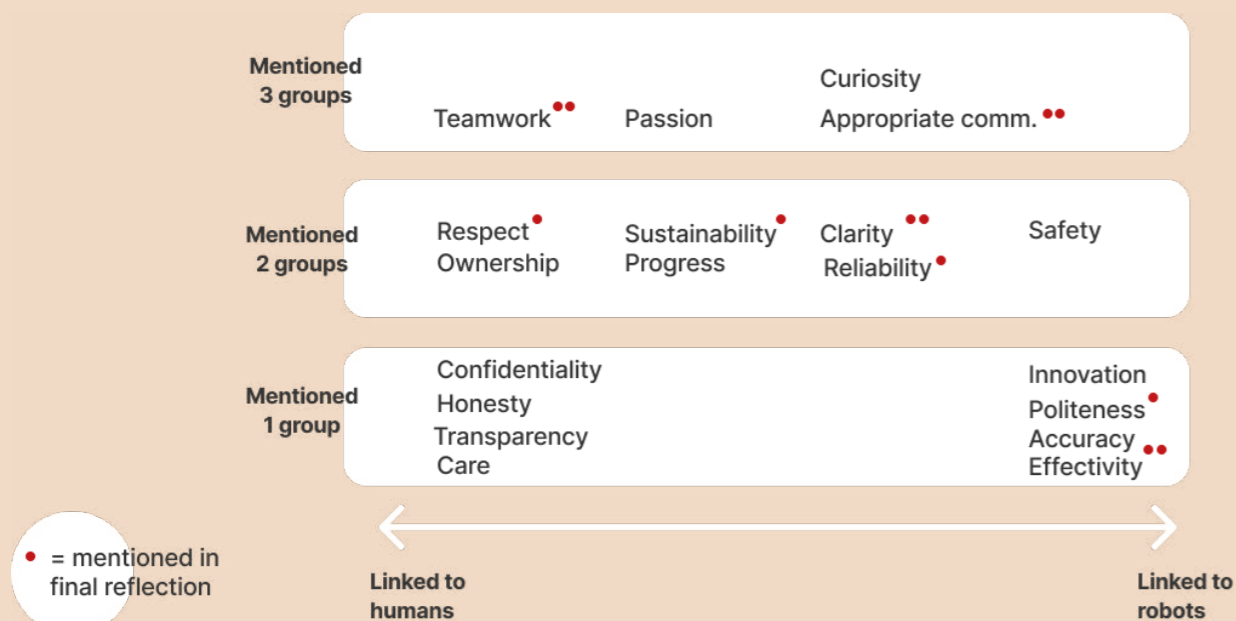 Mentioned
3 groups
Curiosity
Teamwork Passion Appropriate comm.
Mentioned
2 groups
Respect Sustainability Clarity Safety
Ownership Progress Reliability
Mentioned
1 group
Confidentiality Innovation
Honesty Politeness
Transparency Accuracy
Care Effectivity
= mentioned in
final reflection
Linked to
humans
Linked to
robots